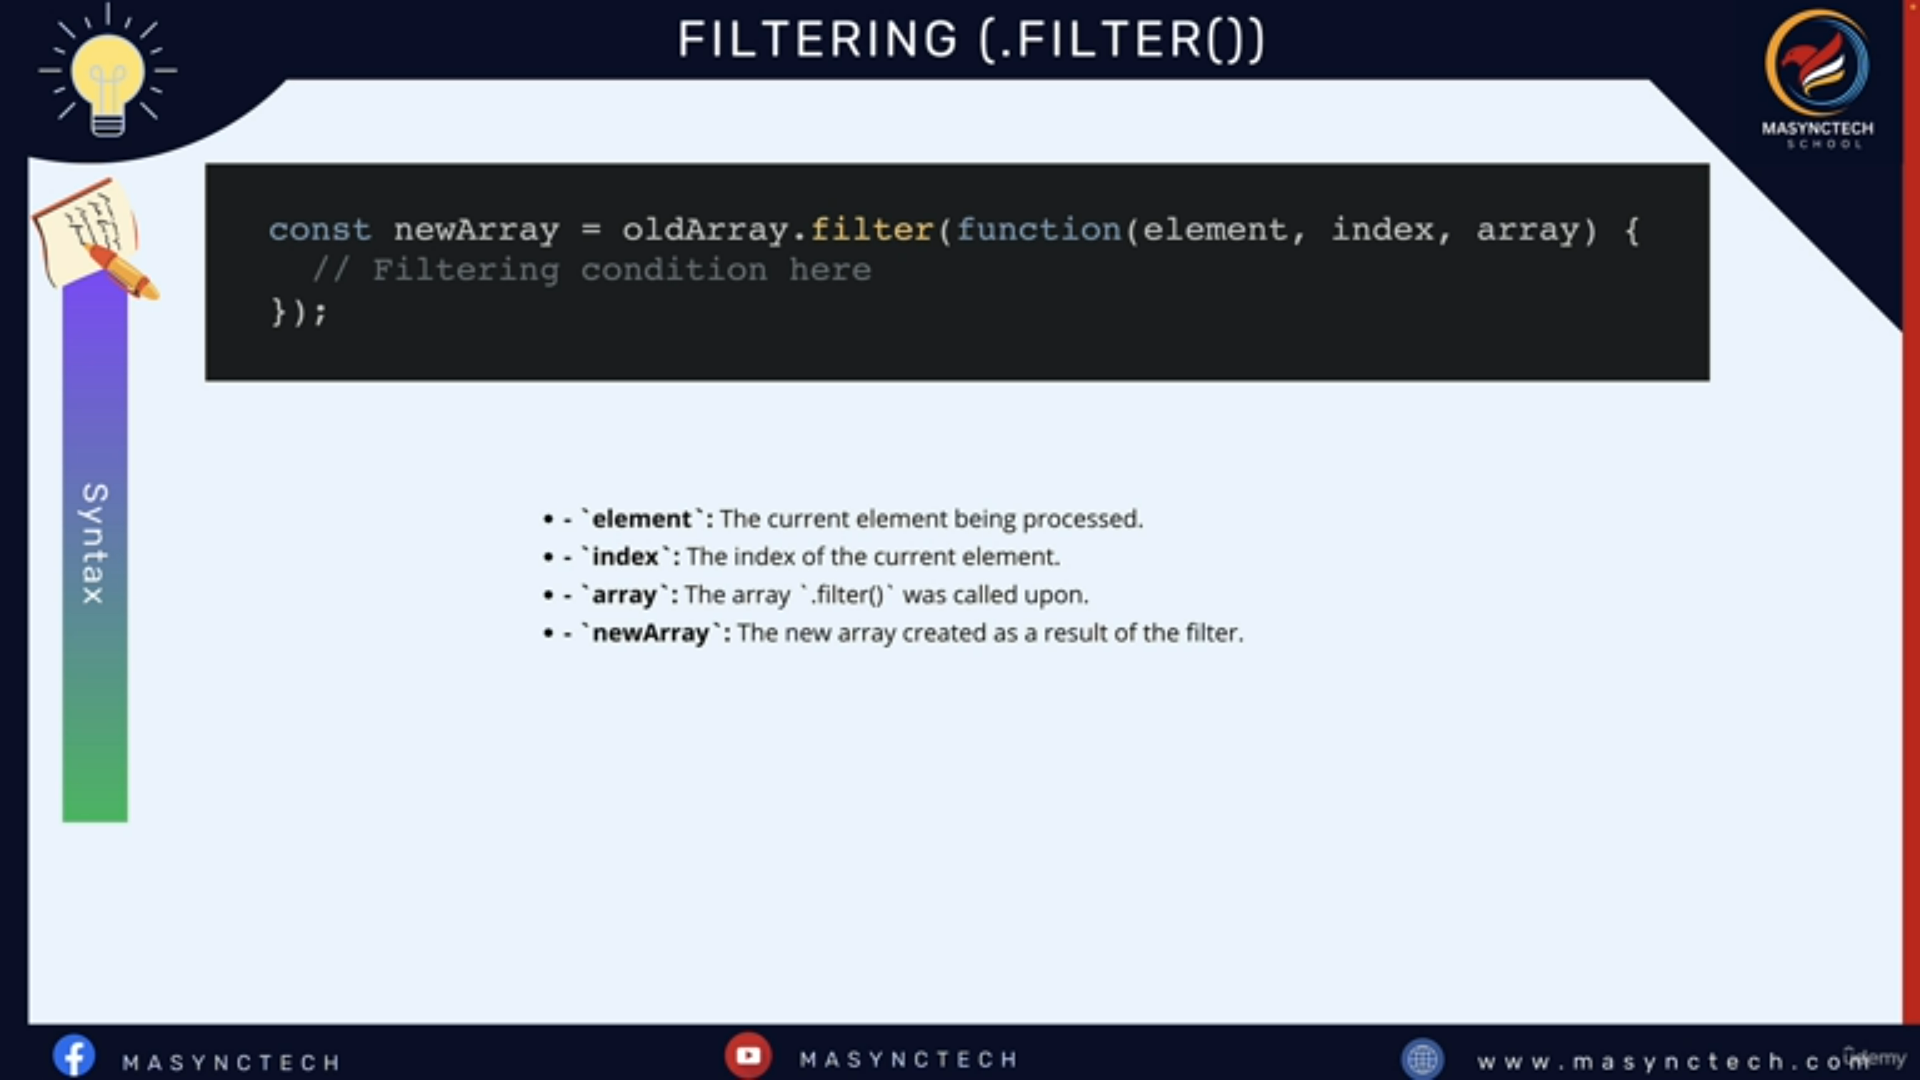 FILTERING (.FILTER())
MASYNCTECH
SCHOOL
const newArray = oldArray.filter(function(element, index, array) {
// Filtering condition here
});
Syntax
• - `element`: The current element being processed.
• - `index`: The index of the current element.
• - `array`: The array `.filter()` was called upon.
• - `newArray`: The new array created as a result of the filter.
MASYNCTECH
MASYNCTECH
www.masynctech.com
ûdemy